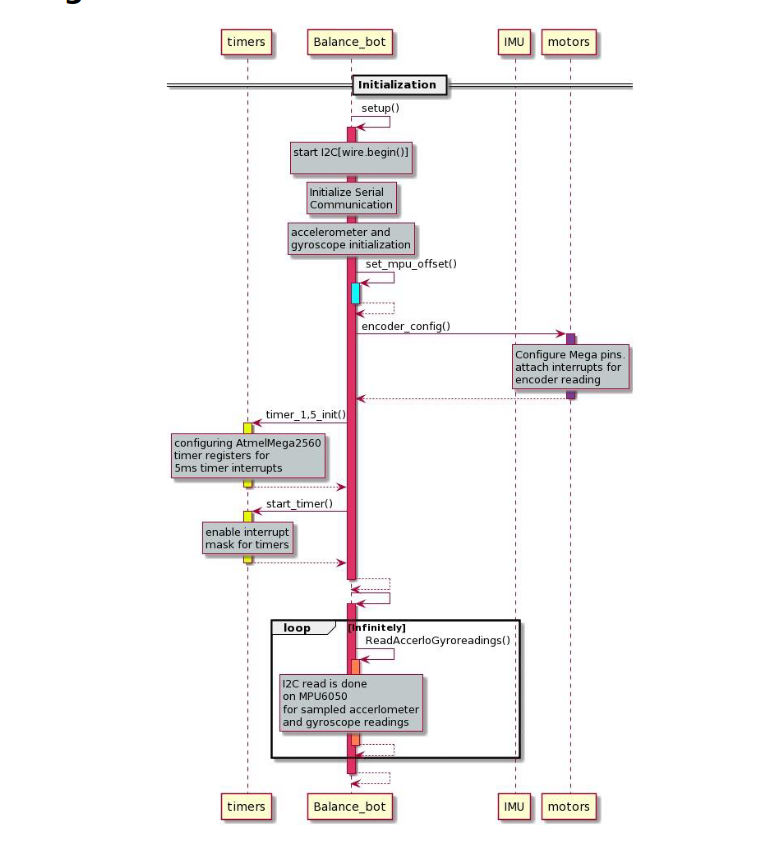 timers Balance_bot IMU motors
Initialization
setup()
start I2C[wire.begin()]
Initialize Serial
Communication
accelerometer and
gyroscope initialization
set_mpu_offset()
encoder_config()
Configure Mega pins.
attach interrupts for
encoder reading
timer_1,5_init()
configuring AtmelMega2560
timer registers for
5ms timer interrupts
start_timer()
enable interrupt
mask for timers
loop [Infinitely]
ReadAccerloGyroreadings()
I2C read is done
on MPU6050
for sampled accerlometer
and gyroscope readings
timers Balance_bot IMU motors